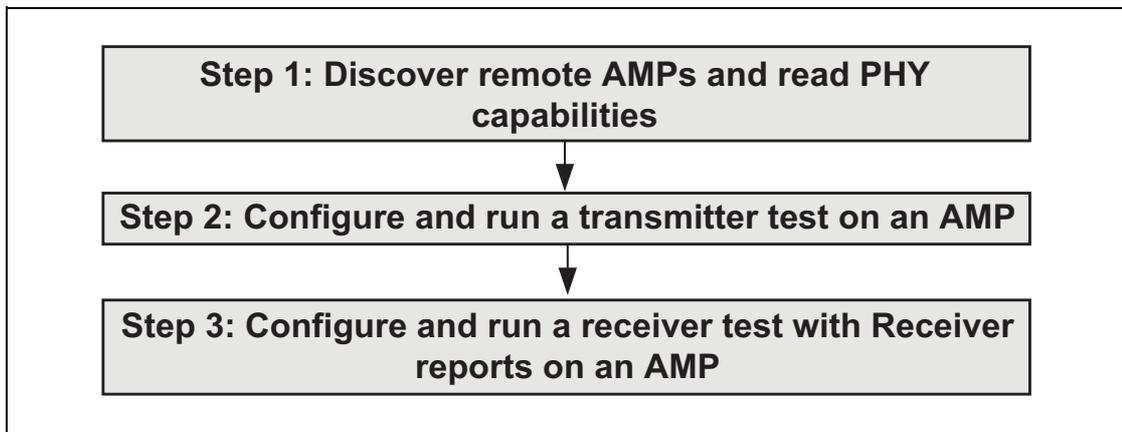 Step 1: Discover remote AMPs and read PHY
capabilities
Step 2: Configure and run a transmitter test on an AMP
Step 3: Configure and run a receiver test with Receiver
reports on an AMP